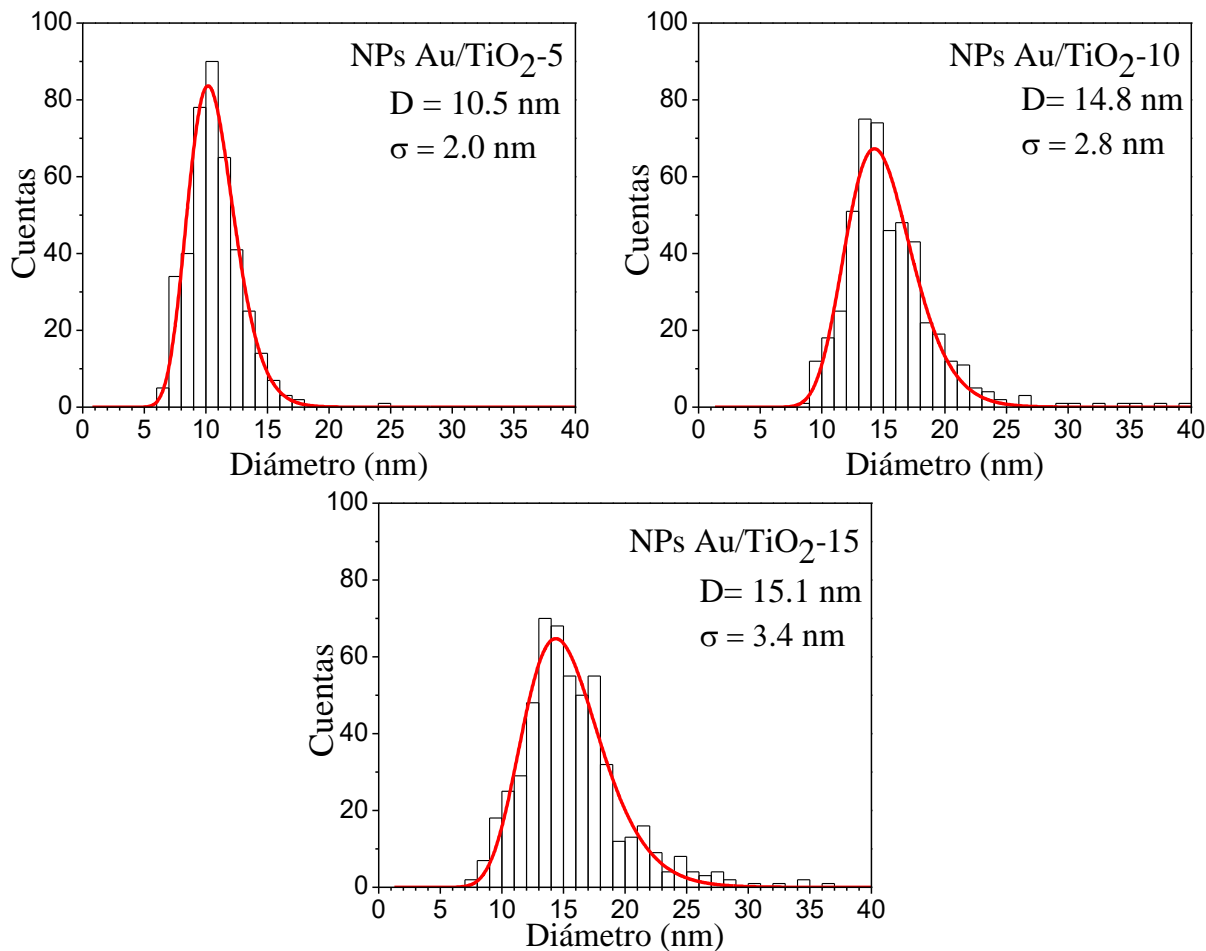 100
80
60
40
20
0
Cuentas
NPs Au/TiO2-5
D = 10.5 nm
σ = 2.0 nm
0 5 10 15 20 25 30 35 40
Diámetro (nm)
100
80
60
40
20
0
Cuentas
NPs Au/TiO2-10
D= 14.8 nm
σ = 2.8 nm
0 5 10 15 20 25 30 35 40
Diámetro (nm)
100
80
60
40
20
0
Cuentas
NPs Au/TiO2-15
D= 15.1 nm
σ = 3.4 nm
0 5 10 15 20 25 30 35 40
Diámetro (nm)